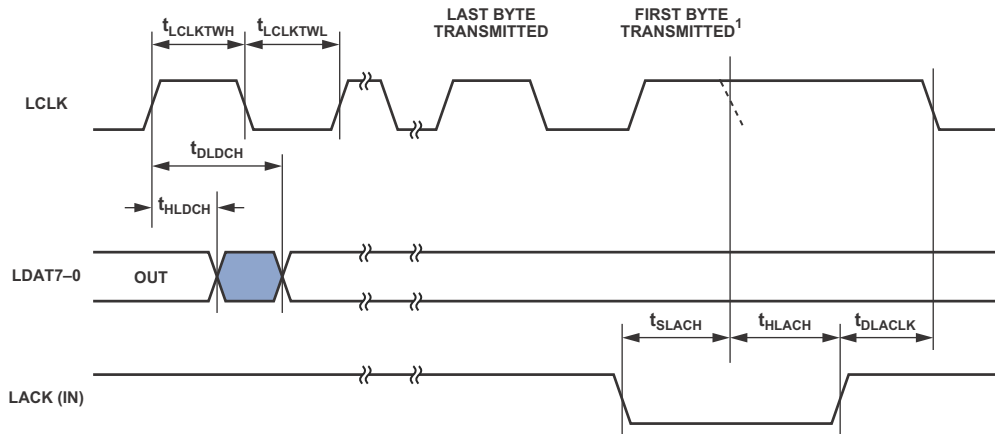 LAST BYTE
TRANSMITTED
FIRST BYTE
TRANSMITTED1
tLCLKTWH
tLCLKTWL
LCLK
tDLDCH
tHLDCH
LDAT7–0
OUT
tSLACH
tHLACH
tDLACLK
LACK (IN)